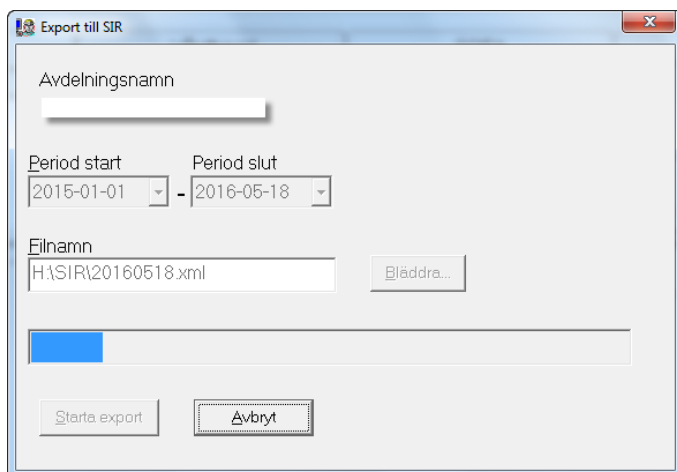 Export till SIR
Avdelningsnamn
Period start Period slut
2015-01-01 - 2016-05-18
Filnamn
H:\SIR\20160518.xml Bläddra...
Starta export Avbryt